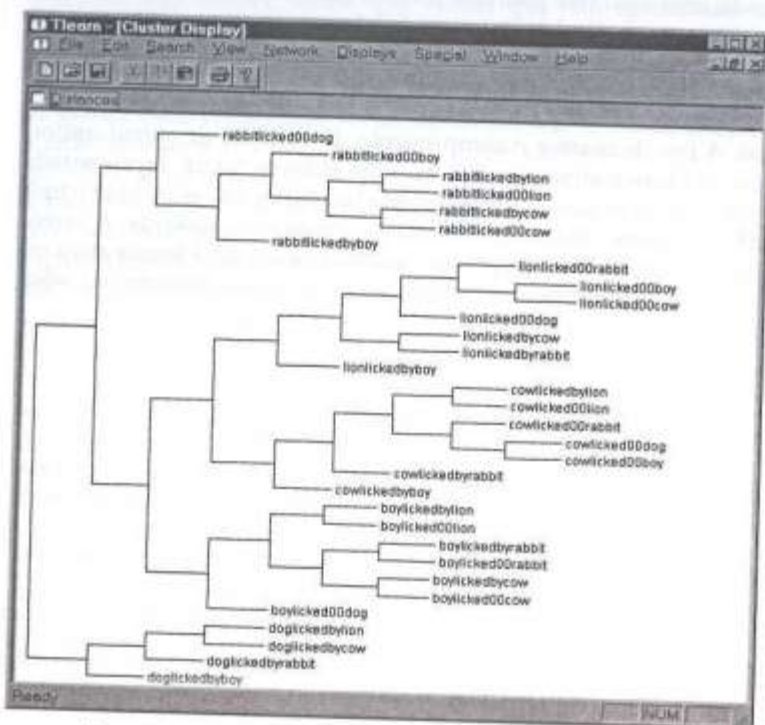 Tlearn - [Cluster Display]
File Edit Search View Network Displays Special Window Help
Distances
rabbitlicked00dog
rabbitlicked00boy
rabbitlickedbylion
rabbitlicked00lion
rabbitlickedbycow
rabbitlicked00cow
rabbitlickedbyboy
lionlicked00rabbit
lionlicked00boy
lionlicked00cow
lionlicked00dog
lionlickedbycow
lionlickedbyrabbit
lionlickedbyboy
cowlickedbylion
cowlicked00lion
cowlicked00rabbit
cowlicked00dog
cowlicked00boy
cowlickedbyrabbit
cowlickedbyboy
boylickedbylion
boylicked00lion
boylickedbyrabbit
boylicked00rabbit
boylickedbycow
boylicked00cow
boylicked00dog
doglickedbylion
doglickedbycow
doglickedbyrabbit
doglickedbyboy
Ready
NUM